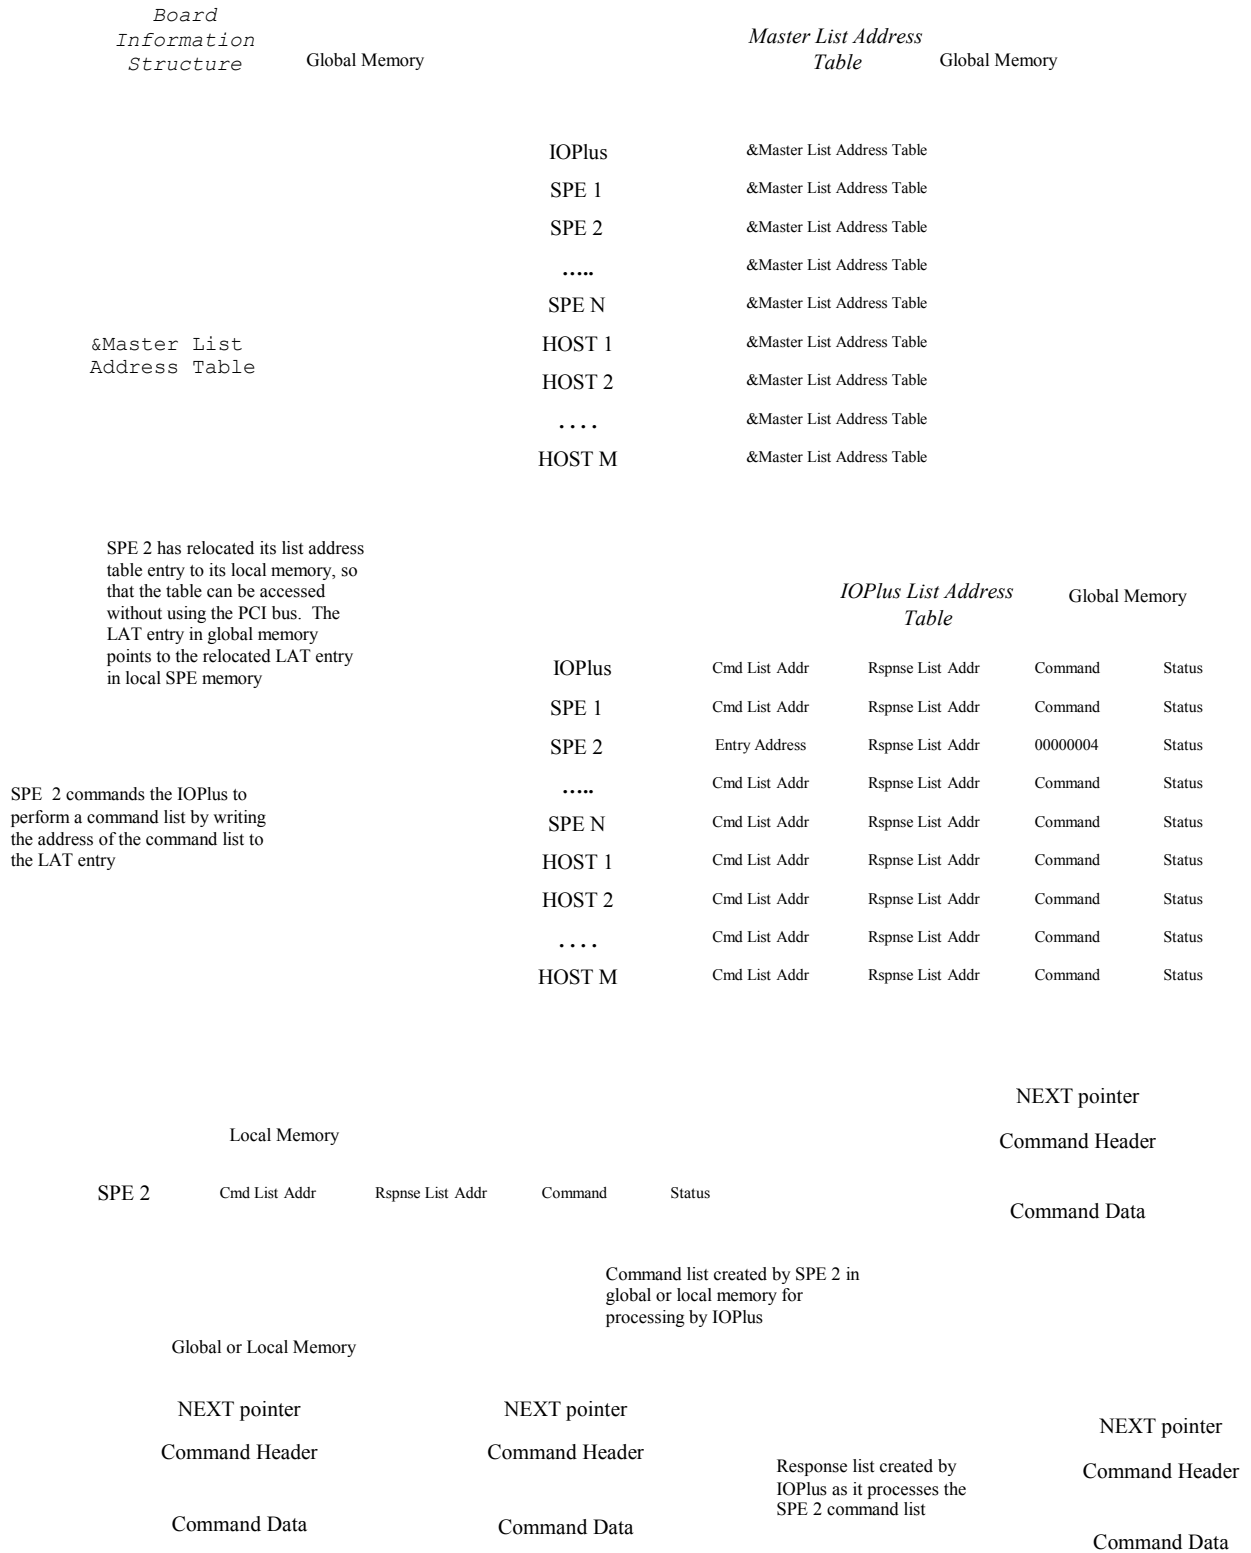 Board
Information
Structure
Global Memory
Master List Address
Table
Global Memory
IOPlus &Master List Address Table
SPE 1 &Master List Address Table
SPE 2 &Master List Address Table
….. &Master List Address Table
SPE N &Master List Address Table
HOST 1 &Master List Address Table
HOST 2 &Master List Address Table
. . . . &Master List Address Table
HOST M &Master List Address Table
&Master List
Address Table
SPE 2 has relocated its list address
table entry to its local memory, so
that the table can be accessed
without using the PCI bus.  The
LAT entry in global memory
points to the relocated LAT entry
in local SPE memory
IOPlus List Address
Table
Global Memory
IOPlus Cmd List Addr Rspnse List Addr Command Status
SPE 1 Cmd List Addr Rspnse List Addr Command Status
SPE 2 Entry Address Rspnse List Addr 00000004 Status
….. Cmd List Addr Rspnse List Addr Command Status
SPE N Cmd List Addr Rspnse List Addr Command Status
HOST 1 Cmd List Addr Rspnse List Addr Command Status
HOST 2 Cmd List Addr Rspnse List Addr Command Status
. . . . Cmd List Addr Rspnse List Addr Command Status
HOST M Cmd List Addr Rspnse List Addr Command Status
SPE  2 commands the IOPlus to
perform a command list by writing
the address of the command list to
the LAT entry
NEXT pointer
Command Header
Command Data
Local Memory
SPE 2 Cmd List Addr Rspnse List Addr Command Status
Command list created by SPE 2 in
global or local memory for
processing by IOPlus
Global or Local Memory
NEXT pointer
Command Header
Command Data
NEXT pointer
Command Header
Command Data
Response list created by
IOPlus as it processes the
SPE 2 command list
NEXT pointer
Command Header
Command Data